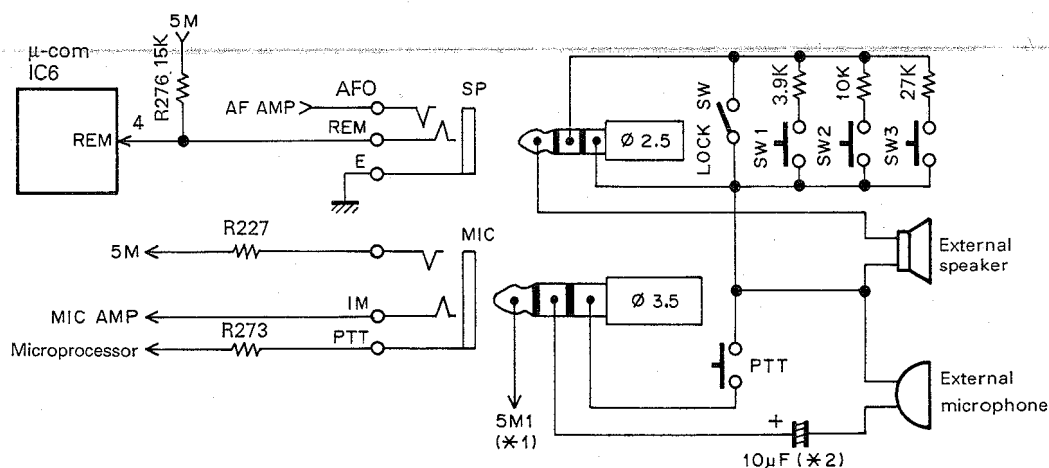 5M
μ-com
IC6
R276 15K
REM
4
AF AMP
AFO
REM
E
SP
5M
R227
MIC AMP
IM
Microprocessor
R273
PTT
MIC
Ø 2.5
Ø 3.5
LOCK SW
3.9K
SW1
10K
SW2
27K
SW3
External
speaker
PTT
External
microphone
5M1
(*1)
+
10μF (*2)